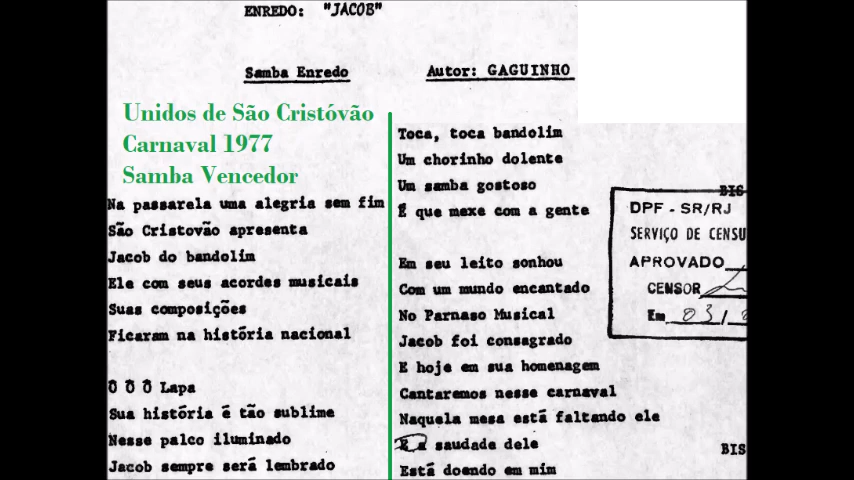 ENREDO: "JACOB"
Samba Enredo
Autor: GAGUINHO
Unidos de São Cristóvão
Carnaval 1977
Samba Vencedor
Na passarela uma alegria sem fim
São Cristovão apresenta
Jacob do bandolim
Ele com seus acordes musicais
Suas composições
Ficaram na história nacional
Ô Ô Ô Lapa
Sua história é tão sublime
Nesse palco iluminado
Jacob sempre será lembrado
Toca, toca bandolim
Um chorinho dolente
Um samba gostoso
É que mexe com a gente
Em seu leito sonhou
Com um mundo encantado
No Parnaso Musical
Jacob foi consagrado
E hoje em sua homenagem
Cantaremos nesse carnaval
Naquela mesa está faltando ele
E a saudade dele
Está doendo em mim
BIS
DPF - SR/RJ
SERVIÇO DE CENSU
APROVADO
CENSOR
Em 03/
BIS